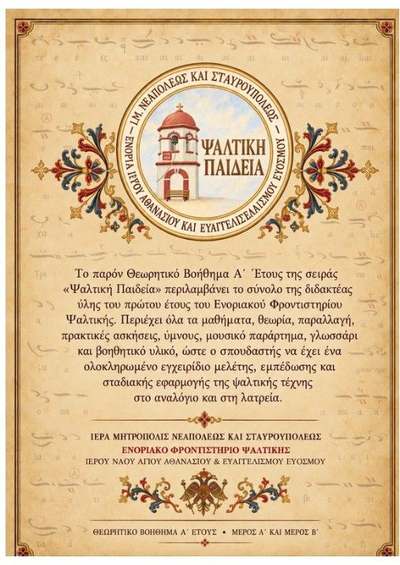 Ι.Μ. ΝΕΑΠΟΛΕΩΣ ΚΑΙ ΣΤΑΥΡΟΥΠΟΛΕΩΣ
ΨΑΛΤΙΚΗ
ΠΑΙΔΕΙΑ
ΕΝΟΡΙΑ ΙΕΡΟΥ ΑΘΑΝΑΣΙΟΥ ΚΑΙ ΕΥΑΓΓΕΛΙΣΕΛΛΙΣΜΟΥ ΕΥΟΣΜΟΥ
Το παρόν Θεωρητικό Βοήθημα Α΄ Έτους της σειράς
«Ψαλτική Παιδεία» περιλαμβάνει το σύνολο της διδακτέας
ύλης του πρώτου έτους του Ενοριακού Φροντιστηρίου
Ψαλτικής. Περιέχει όλα τα μαθήματα, θεωρία, παραλλαγή,
πρακτικές ασκήσεις, ύμνους, μουσικό παράρτημα, γλωσσάρι
και βοηθητικό υλικό, ώστε ο σπουδαστής να έχει ένα
ολοκληρωμένο εγχειρίδιο μελέτης, εμπέδωσης και
σταδιακής εφαρμογής της ψαλτικής τέχνης
στο αναλόγιο και στη λατρεία.
ΙΕΡΑ ΜΗΤΡΟΠΟΛΙΣ ΝΕΑΠΟΛΕΩΣ ΚΑΙ ΣΤΑΥΡΟΥΠΟΛΕΩΣ
ΕΝΟΡΙΑΚΟ ΦΡΟΝΤΙΣΤΗΡΙΟ ΨΑΛΤΙΚΗΣ
ΙΕΡΟΥ ΝΑΟΥ ΑΓΙΟΥ ΑΘΑΝΑΣΙΟΥ & ΕΥΑΓΓΕΛΙΣΜΟΥ ΕΥΟΣΜΟΥ
ΘΕΩΡΗΤΙΚΟ ΒΟΗΘΗΜΑ Α΄ ΕΤΟΥΣ • ΜΕΡΟΣ Α΄ ΚΑΙ ΜΕΡΟΣ Β΄